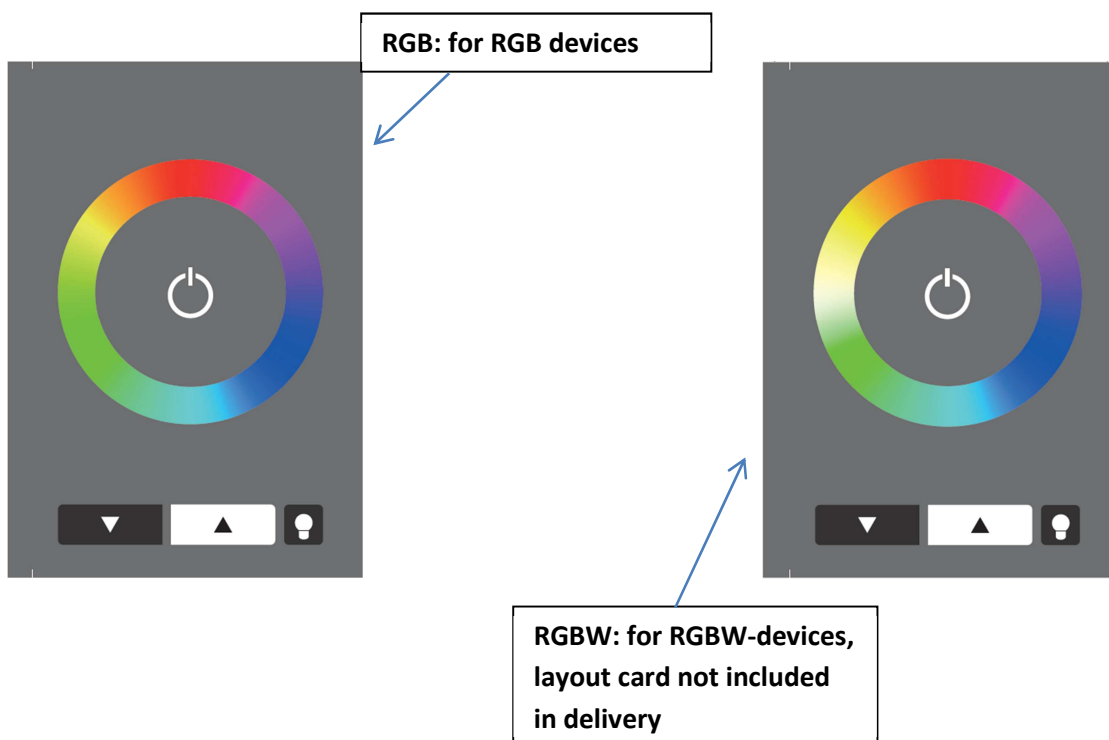 RGB: for RGB devices
RGBW: for RGBW-devices,
layout card not included
in delivery